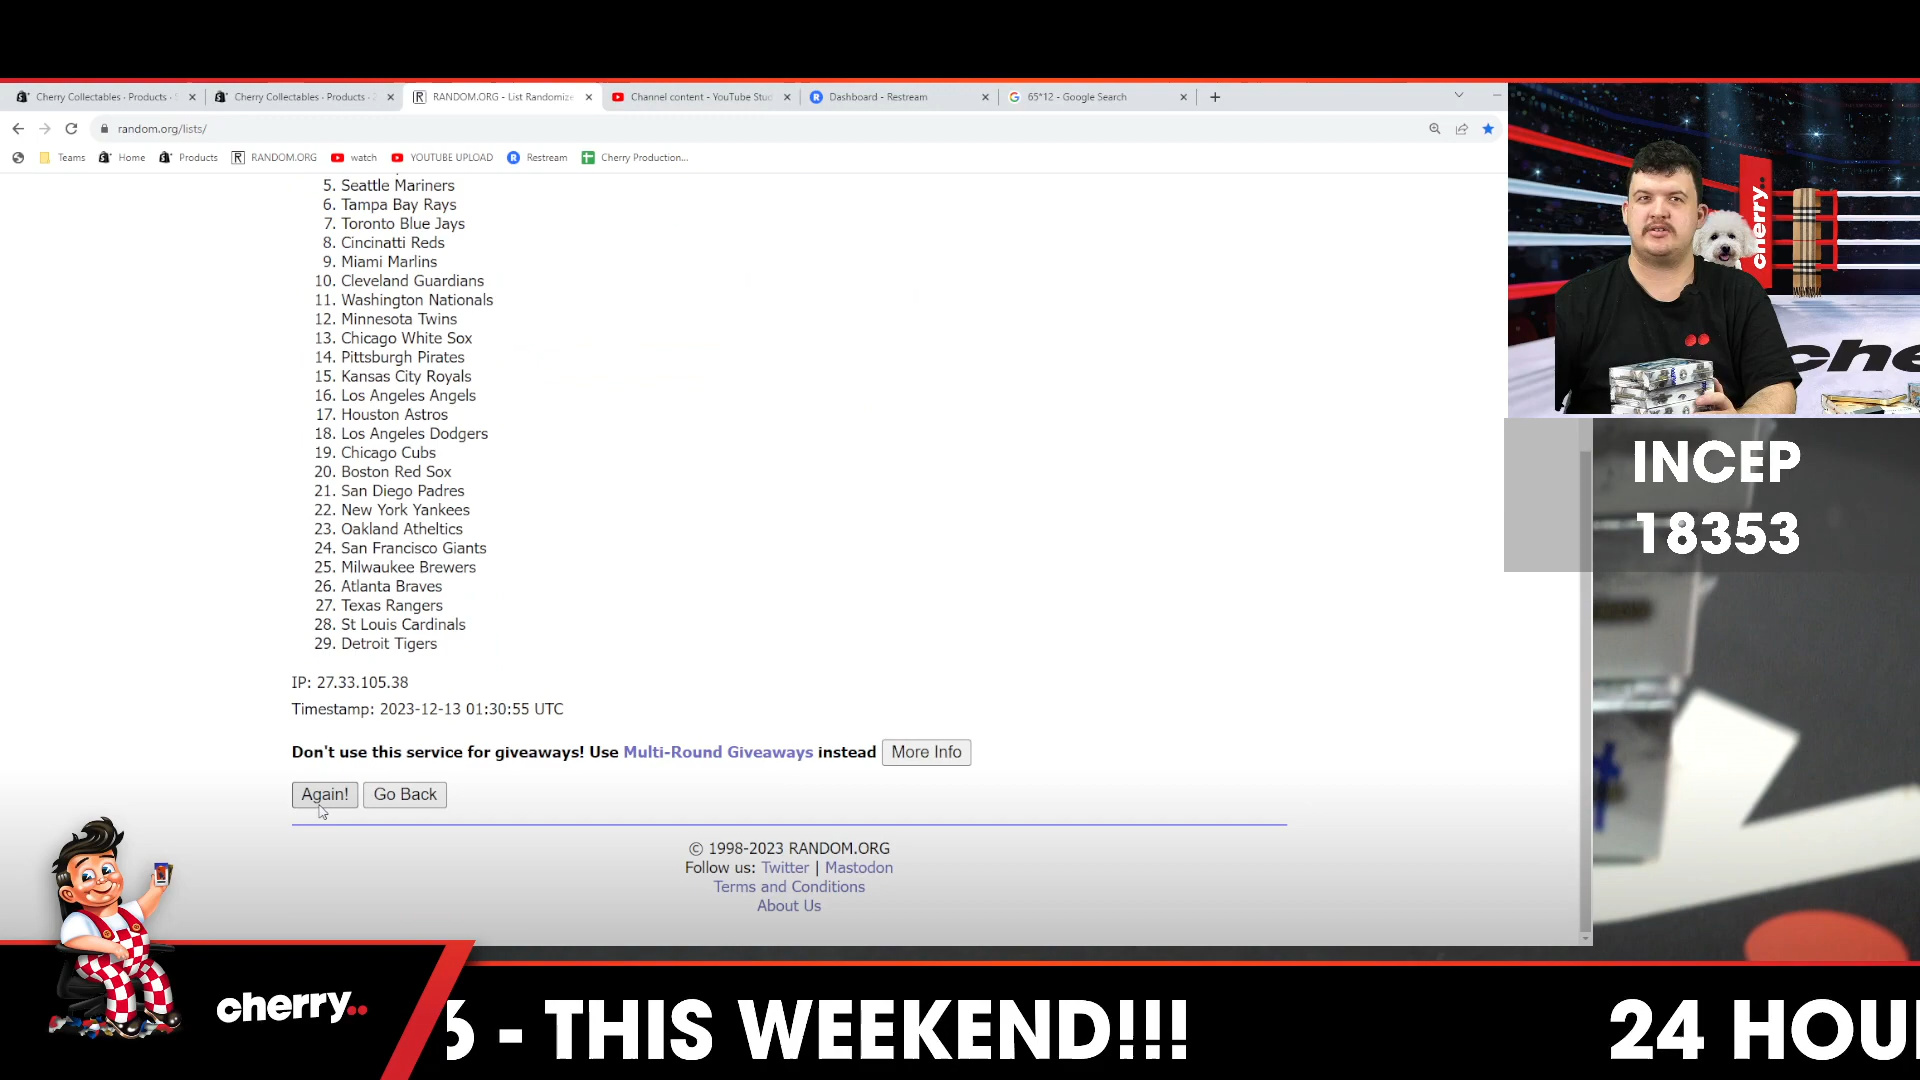 Cherry Collectables · Products ·
Cherry Collectables · Products ·
RANDOM.ORG - List Randomize
Channel content - YouTube Stud
Dashboard - Restream
65*12 - Google Search
random.org/lists/
Teams
Home
Products
RANDOM.ORG
watch
YOUTUBE UPLOAD
Restream
Cherry Production...
5. Seattle Mariners
6. Tampa Bay Rays
7. Toronto Blue Jays
8. Cincinatti Reds
9. Miami Marlins
10. Cleveland Guardians
11. Washington Nationals
12. Minnesota Twins
13. Chicago White Sox
14. Pittsburgh Pirates
15. Kansas City Royals
16. Los Angeles Angels
17. Houston Astros
18. Los Angeles Dodgers
19. Chicago Cubs
20. Boston Red Sox
21. San Diego Padres
22. New York Yankees
23. Oakland Atheltics
24. San Francisco Giants
25. Milwaukee Brewers
26. Atlanta Braves
27. Texas Rangers
28. St Louis Cardinals
29. Detroit Tigers
IP: 27.33.105.38
Timestamp: 2023-12-13 01:30:55 UTC
Don't use this service for giveaways! Use Multi-Round Giveaways instead More Info
Again! Go Back
© 1998-2023 RANDOM.ORG
Follow us: Twitter | Mastodon
Terms and Conditions
About Us
cherry..
che
INCEP
18353
cherry..
6 - THIS WEEKEND!!!
24 HOU